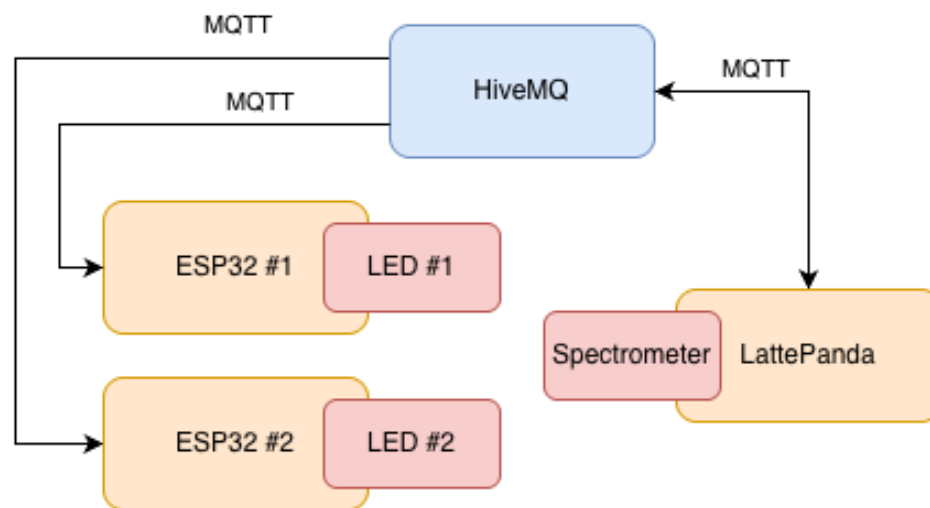 MQTT
HiveMQ
MQTT
MQTT
ESP32 #1
LED #1
Spectrometer
LattePanda
ESP32 #2
LED #2